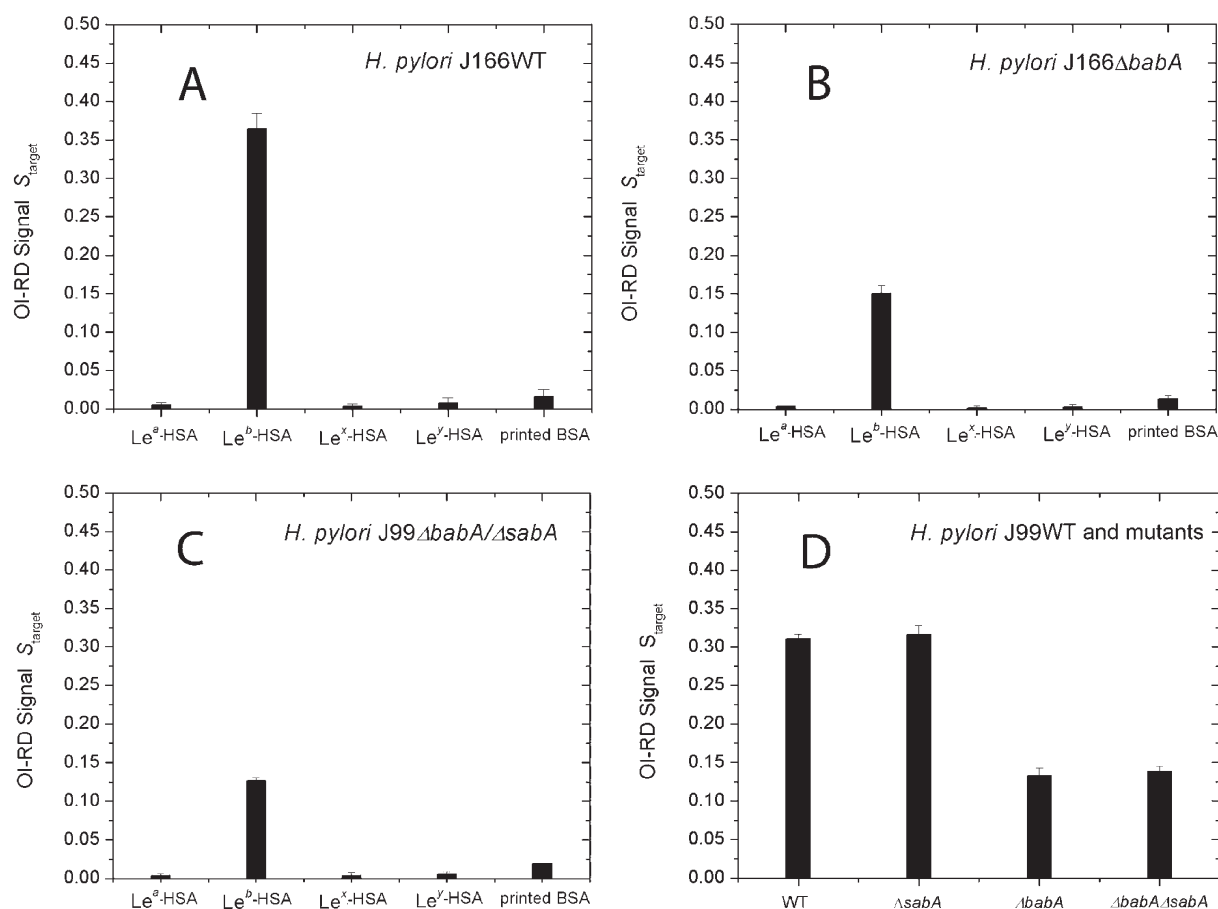 A
H. pylori J166WT
OI-RD Signal S_target
0.50
0.45
0.40
0.35
0.30
0.25
0.20
0.15
0.10
0.05
0.00
Le^a-HSA Le^b-HSA Le^x-HSA Le^y-HSA printed BSA
B
H. pylori J166ΔbabA
OI-RD Signal S_target
0.50
0.45
0.40
0.35
0.30
0.25
0.20
0.15
0.10
0.05
0.00
Le^a-HSA Le^b-HSA Le^x-HSA Le^y-HSA printed BSA
C
H. pylori J99ΔbabA/ΔsabA
OI-RD Signal S_target
0.50
0.45
0.40
0.35
0.30
0.25
0.20
0.15
0.10
0.05
0.00
Le^a-HSA Le^b-HSA Le^x-HSA Le^y-HSA printed BSA
D
H. pylori J99WT and mutants
OI-RD Signal S_target
0.50
0.45
0.40
0.35
0.30
0.25
0.20
0.15
0.10
0.05
0.00
WT ΔsabA ΔbabA ΔbabAΔsabA